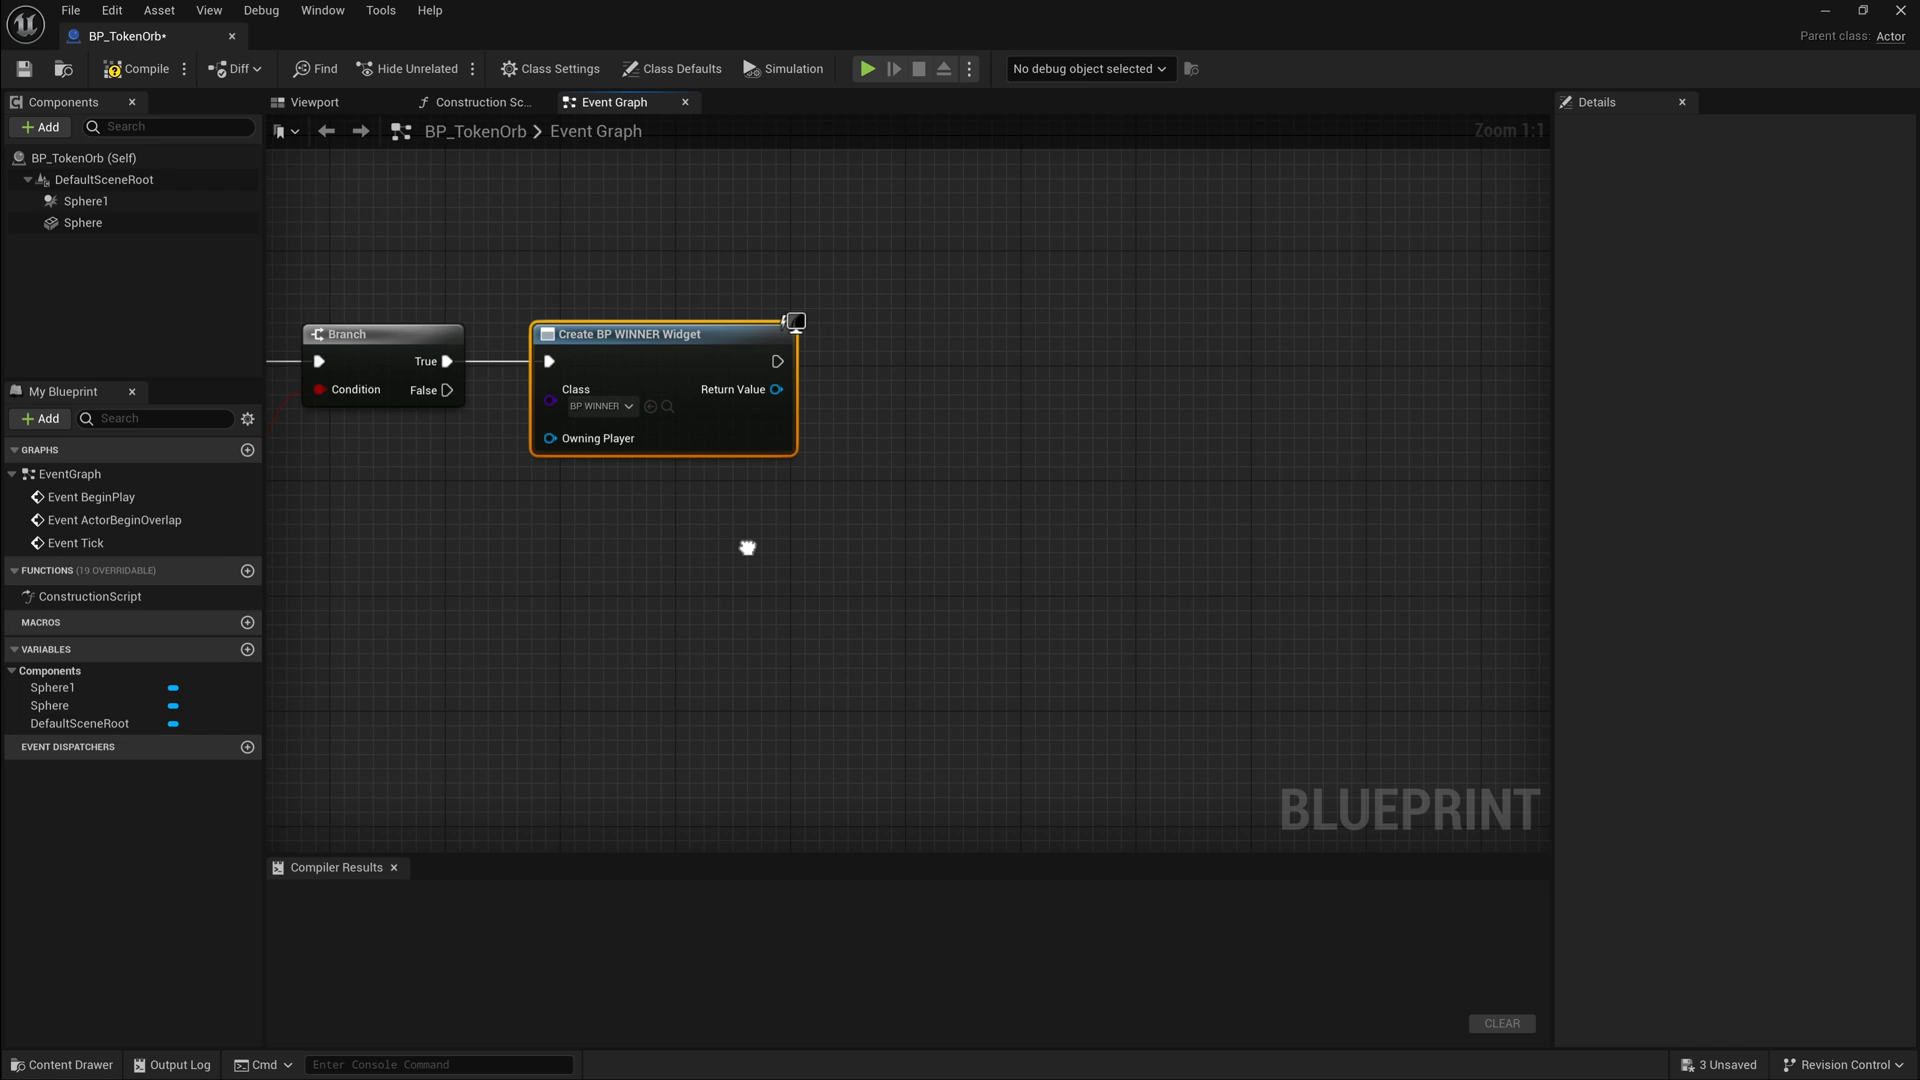 File Edit Asset View Debug Window Tools Help
BP_TokenOrb*
Parent class: Actor
Compile Diff Find Hide Unrelated Class Settings Class Defaults Simulation No debug object selected
Components Viewport Construction Sc... Event Graph Details
Add Search
BP_TokenOrb > Event Graph
Zoom 1:1
BP_TokenOrb (Self)
DefaultSceneRoot
Sphere1
Sphere
Branch
True
Condition False
Create BP WINNER Widget
Class Return Value
BP WINNER
Owning Player
My Blueprint
Add Search
GRAPHS
EventGraph
Event BeginPlay
Event ActorBeginOverlap
Event Tick
FUNCTIONS (19 OVERRIDABLE)
ConstructionScript
MACROS
VARIABLES
Components
Sphere1
Sphere
DefaultSceneRoot
EVENT DISPATCHERS
BLUEPRINT
Compiler Results
CLEAR
Content Drawer Output Log Cmd Enter Console Command 3 Unsaved Revision Control